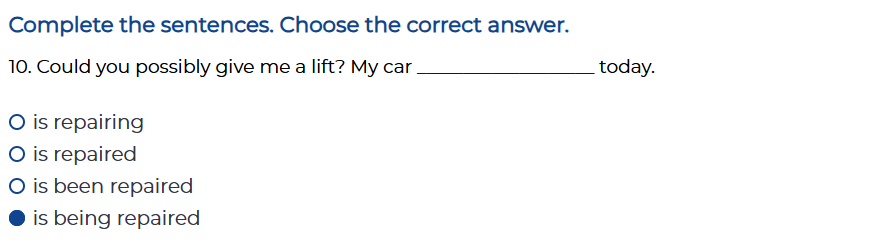 Complete the sentences. Choose the correct answer.
10. Could you possibly give me a lift? My car ____________________ today.
is repairing
is repaired
is been repaired
is being repaired